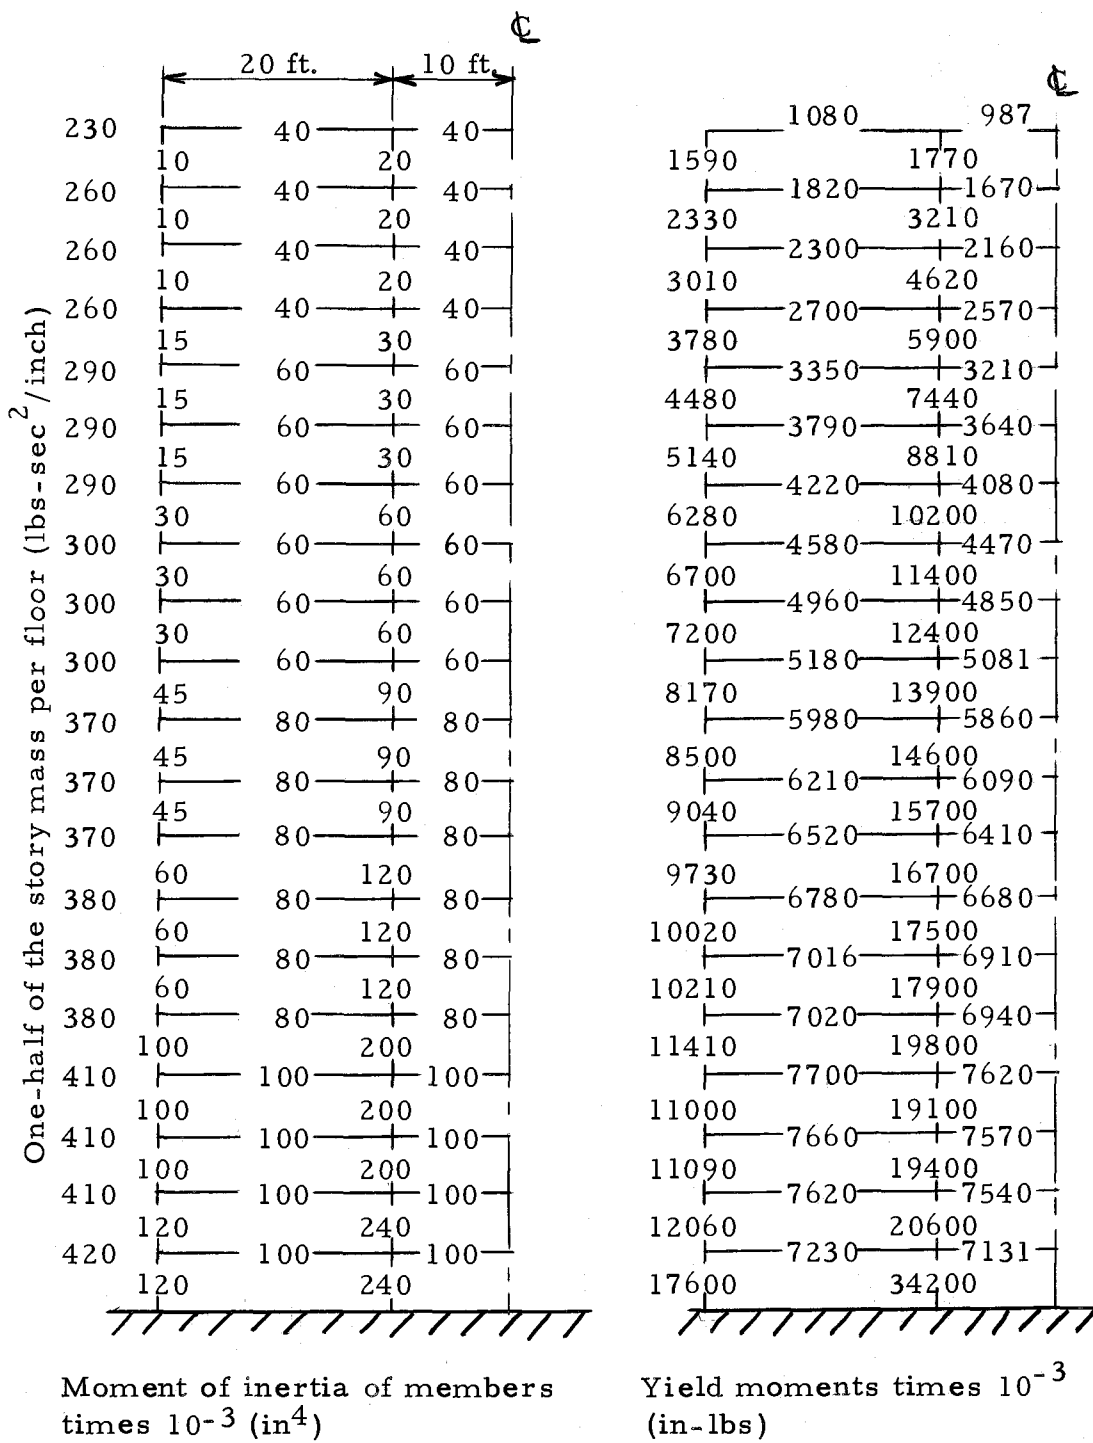 ℄
20 ft. 10 ft.
℄
1080 987
230 40 40
10 20 1590 1770
260 40 40 1820 1670
10 20 2330 3210
260 40 40 2300 2160
10 20 3010 4620
260 40 40 2700 2570
15 30 3780 5900
290 60 60 3350 3210
15 30 4480 7440
290 60 60 3790 3640
15 30 5140 8810
290 60 60 4220 4080
30 60 6280 10200
300 60 60 4580 4470
30 60 6700 11400
300 60 60 4960 4850
30 60 7200 12400
300 60 60 5180 5081
45 90 8170 13900
370 80 80 5980 5860
45 90 8500 14600
370 80 80 6210 6090
45 90 9040 15700
370 80 80 6520 6410
60 120 9730 16700
380 80 80 6780 6680
60 120 10020 17500
380 80 80 7016 6910
60 120 10210 17900
380 80 80 7020 6940
100 200 11410 19800
410 100 100 7700 7620
100 200 11000 19100
410 100 100 7660 7570
100 200 11090 19400
410 100 100 7620 7540
120 240 12060 20600
420 100 100 7230 7131
120 240 17600 34200
One-half of the story mass per floor (lbs-sec²/inch)
Moment of inertia of members
times 10⁻³ (in⁴)
Yield moments times 10⁻³
(in-lbs)